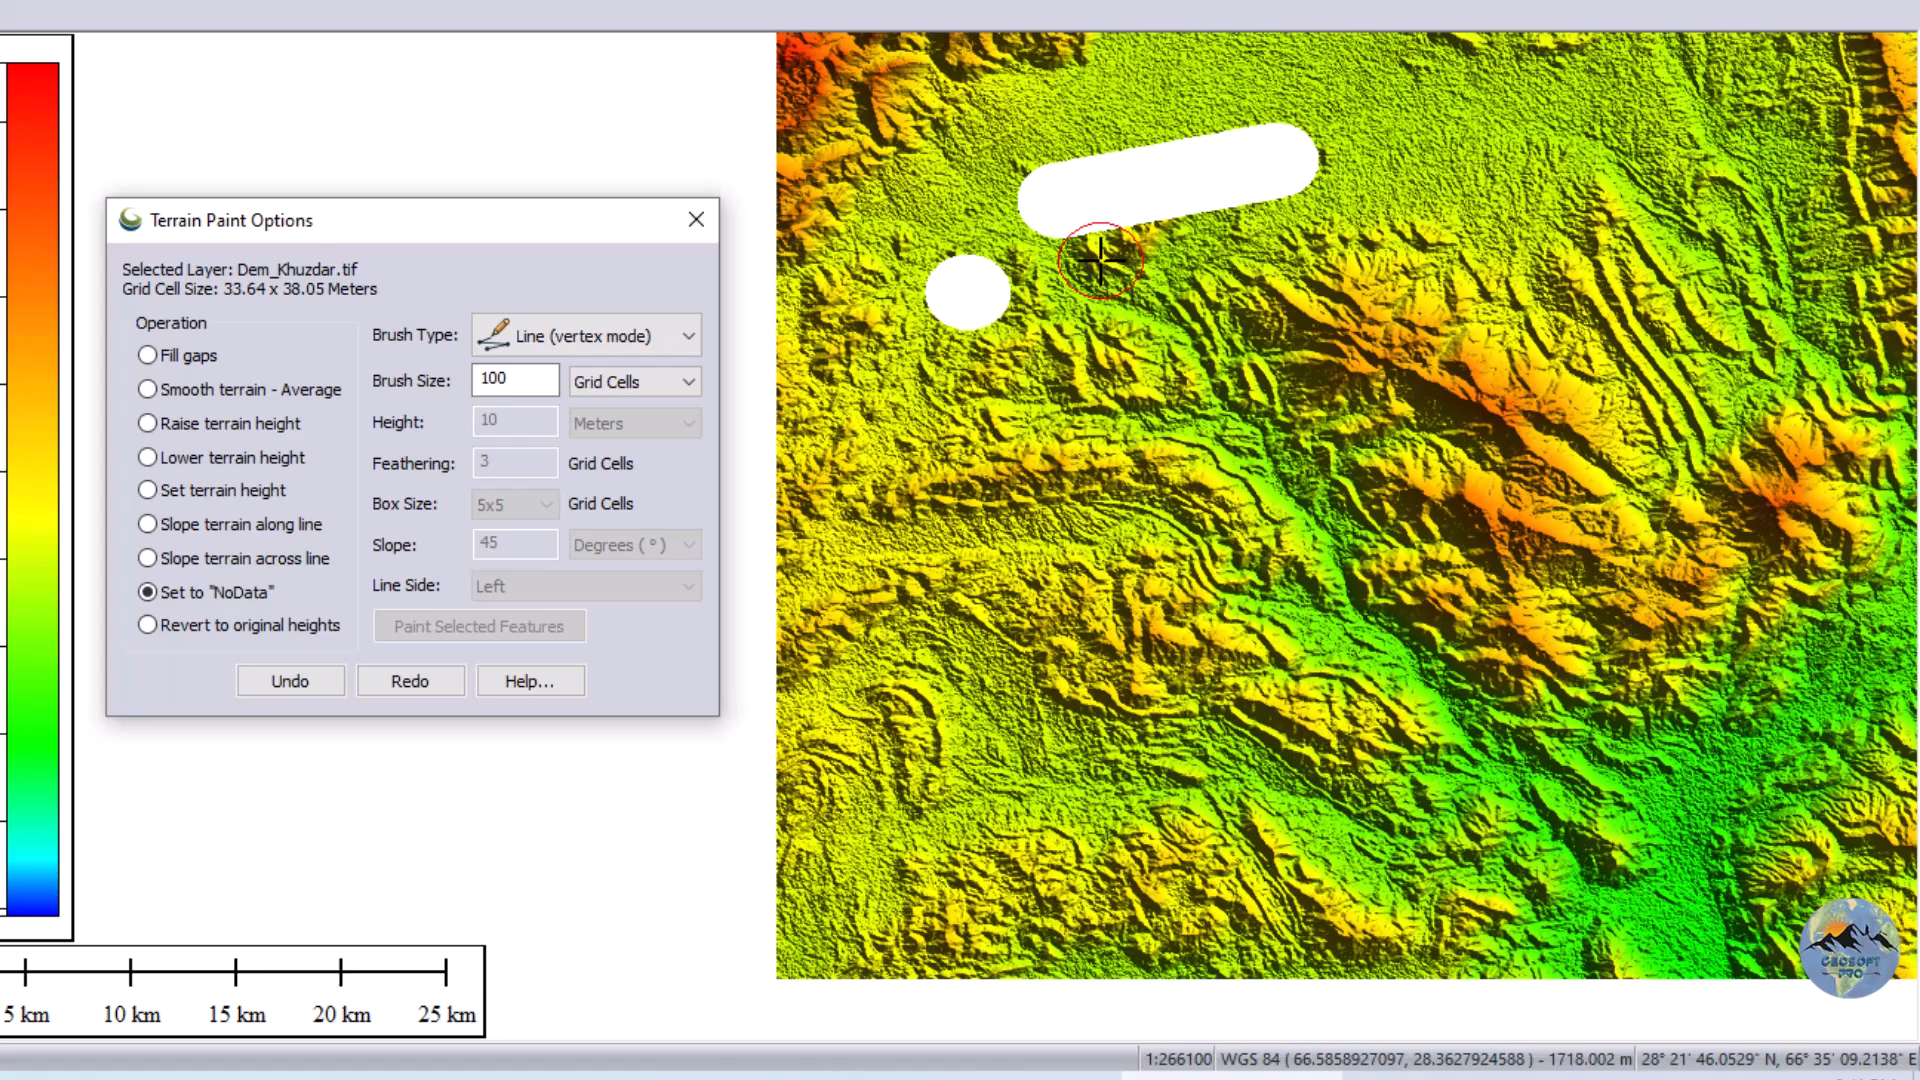 Terrain Paint Options
Selected Layer: Dem_Khuzdar.tif
Grid Cell Size: 33.64 x 38.05 Meters
Operation
Fill gaps
Smooth terrain - Average
Raise terrain height
Lower terrain height
Set terrain height
Slope terrain along line
Slope terrain across line
Set to "NoData"
Revert to original heights
Brush Type: Line (vertex mode)
Brush Size: 100 Grid Cells
Height: 10 Meters
Feathering: 3 Grid Cells
Box Size: 5x5 Grid Cells
Slope: 45 Degrees ( ° )
Line Side: Left
Paint Selected Features
Undo Redo Help...
GEOSOFT
PRO
5 km 10 km 15 km 20 km 25 km
1:266100 WGS 84 ( 66.5858927097, 28.3627924588 ) - 1718.002 m 28° 21' 46.0529" N, 66° 35' 09.2138" E